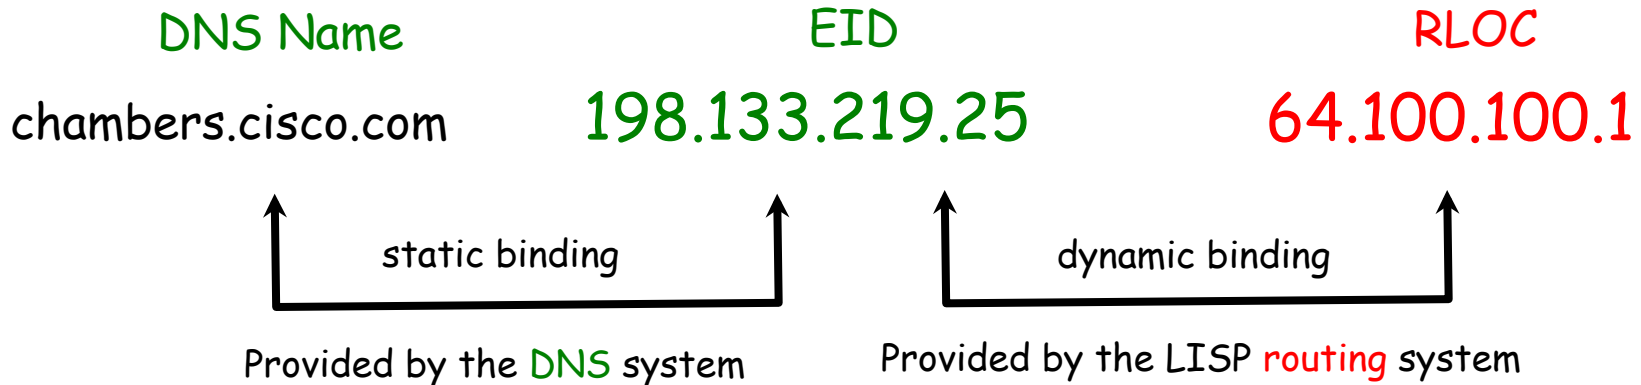 DNS Name
EID
RLOC
chambers.cisco.com
198.133.219.25
64.100.100.1
static binding
dynamic binding
Provided by the DNS system
Provided by the LISP routing system